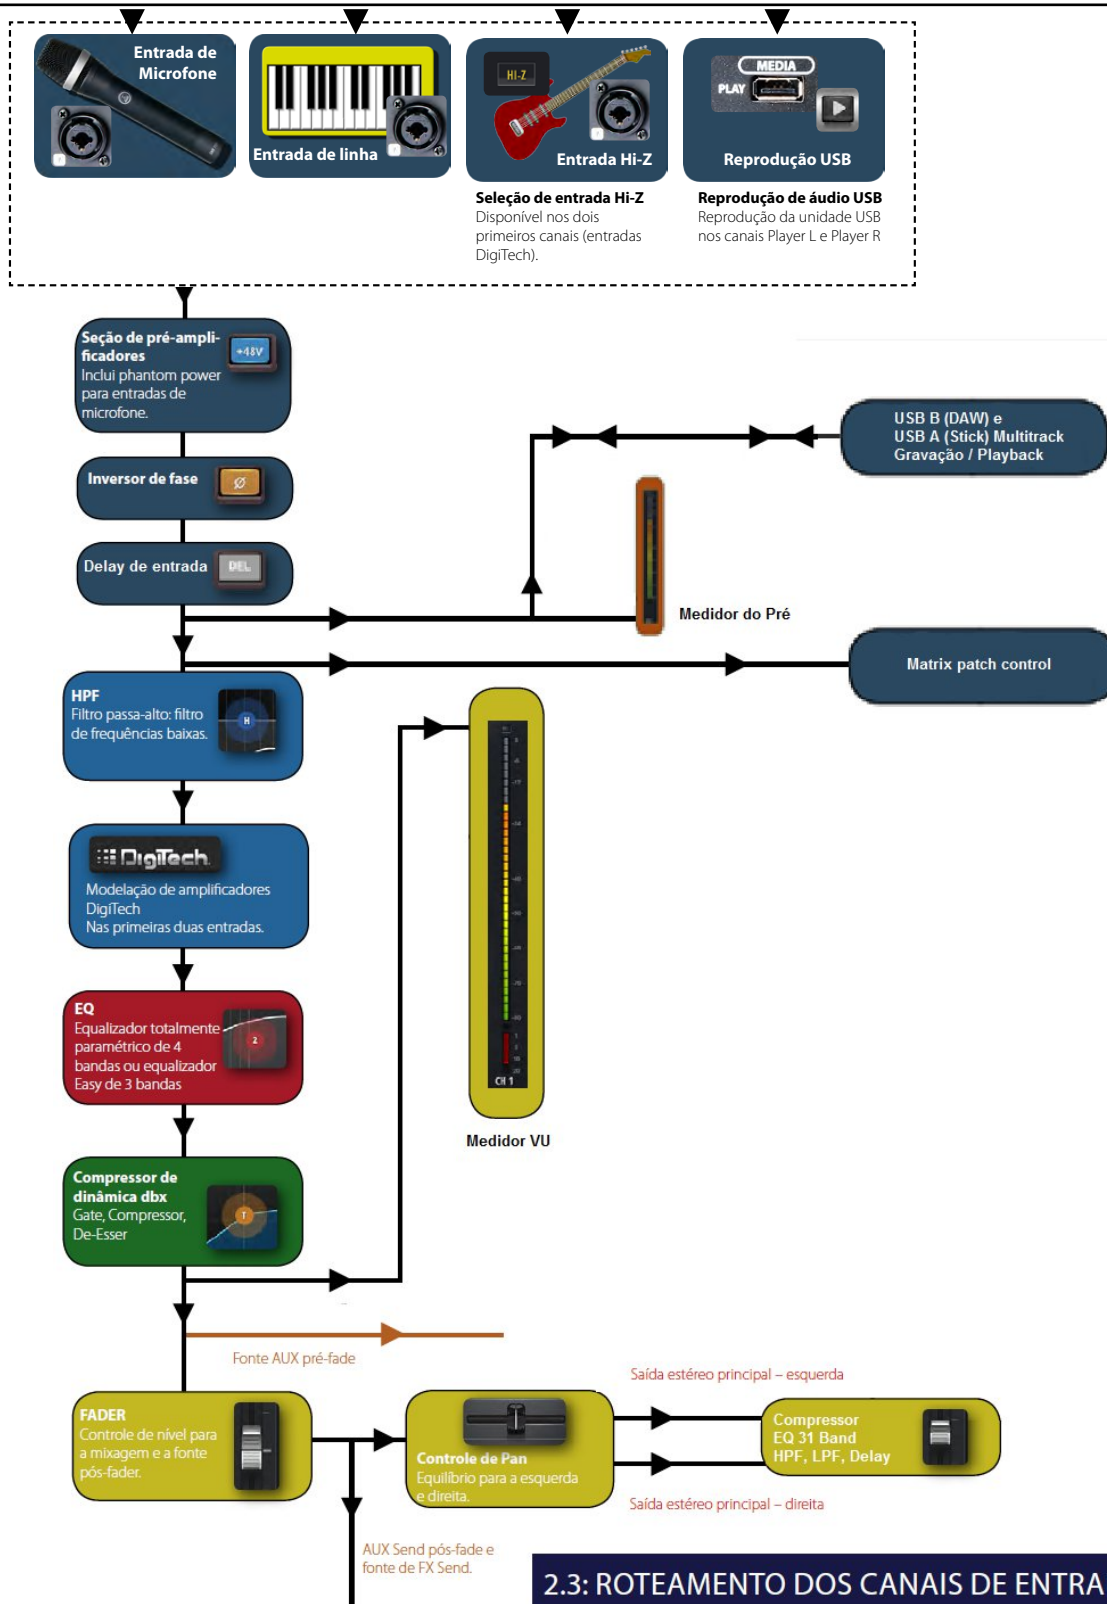 Entrada de
Microfone
Entrada de linha
HI-Z
Entrada Hi-Z
MEDIA
PLAY
Reprodução USB
Seleção de entrada Hi-Z
Disponível nos dois
primeiros canais (entradas
DigiTech).
Reprodução de áudio USB
Reprodução da unidade USB
nos canais Player L e Player R
Seção de pré-ampli-
ficadores
+48V
Inclui phantom power
para entradas de
microfone.
USB B (DAW) e
USB A (Stick) Multitrack
Gravação / Playback
Inversor de fase
Ø
Delay de entrada
DEL
Medidor do Pré
Matrix patch control
HPF
Filtro passa-alto: filtro
de frequências baixas.
H
DigiTech
Modelação de amplificadores
DigiTech
Nas primeiras duas entradas.
EQ
Equalizador totalmente
paramétrico de 4
bandas ou equalizador
Easy de 3 bandas
2
CH 1
Medidor VU
Compressor de
dinâmica dbx
Gate, Compressor,
De-Esser
T
Fonte AUX pré-fade
Saída estéreo principal – esquerda
FADER
Controle de nível para
a mixagem e a fonte
pós-fader.
Controle de Pan
Equilíbrio para a esquerda
e direita.
Compressor
EQ 31 Band
HPF, LPF, Delay
Saída estéreo principal – direita
AUX Send pós-fade e
fonte de FX Send.
2.3: ROTEAMENTO DOS CANAIS DE ENTRA